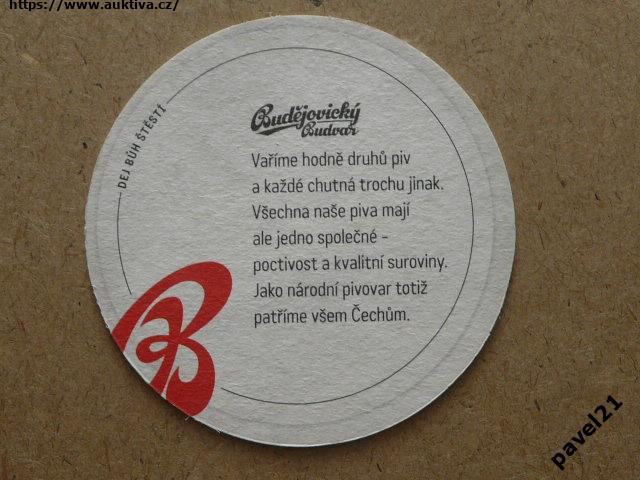 https://www.auktiva.cz/
DEJ BŮH ŠTĚSTÍ
Budějovický
Budvar
Vaříme hodně druhů piv
a každé chutná trochu jinak.
Všechna naše piva mají
ale jedno společné –
poctivost a kvalitní suroviny.
Jako národní pivovar totiž
patříme všem Čechům.
B
pavel21